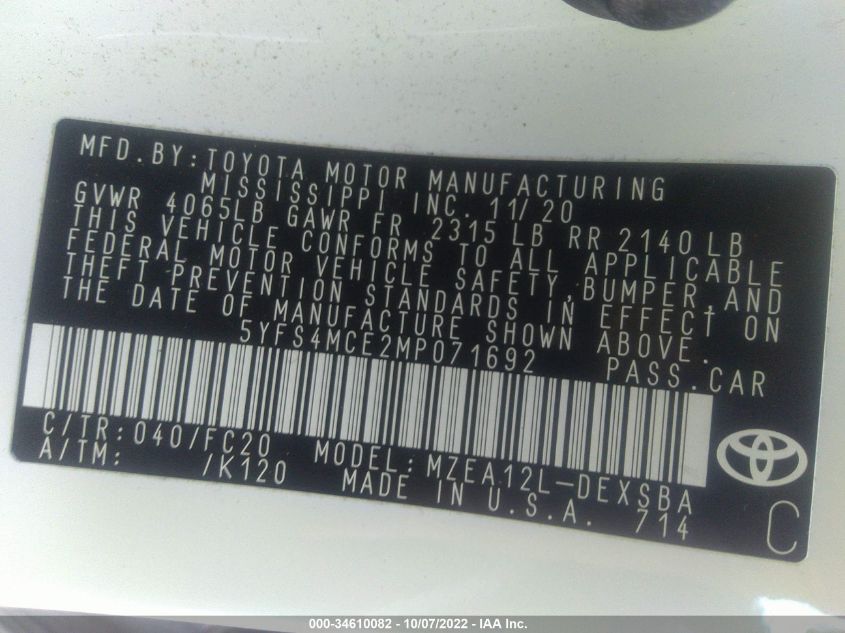 MFD.BY:TOYOTA MOTOR MANUFACTURING
MISSISSIPPI INC. 11/20
GVWR 4065LB GAWR FR 2315 LB RR 2140 LB
THIS VEHICLE CONFORMS TO ALL APPLICABLE
FEDERAL MOTOR VEHICLE SAFETY,BUMPER,AND
THEFT PREVENTION STANDARDS IN EFFECT ON
THE DATE OF MANUFACTURE SHOWN ABOVE.
5YFS4MCE2MP071692 PASS.CAR
C/TR:040/FC20 MODEL:MZEA12L-DEXSBA
A/TM: /K120 MADE IN U.S.A. 714
C
000-34610082 - 10/07/2022 - IAA Inc.